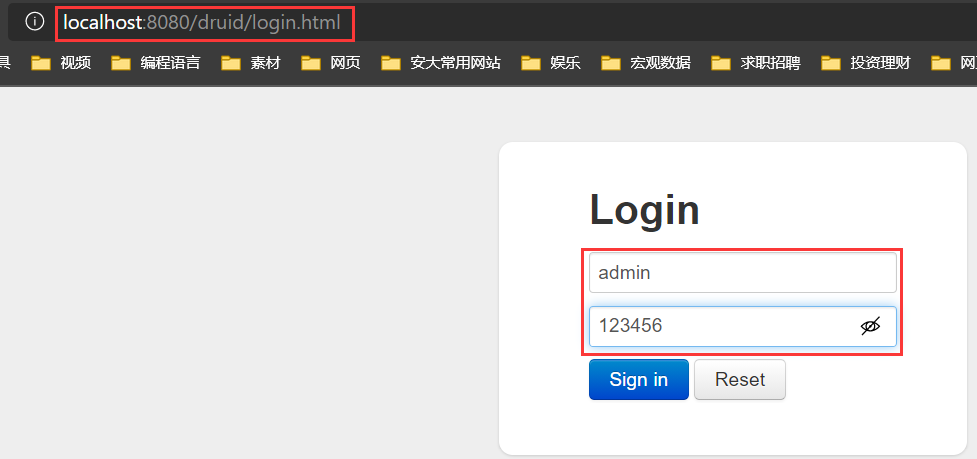 localhost:8080/druid/login.html
具 视频 编程语言 素材 网页 安大常用网站 娱乐 宏观数据 求职招聘 投资理财 网
Login
admin
123456
Sign in Reset